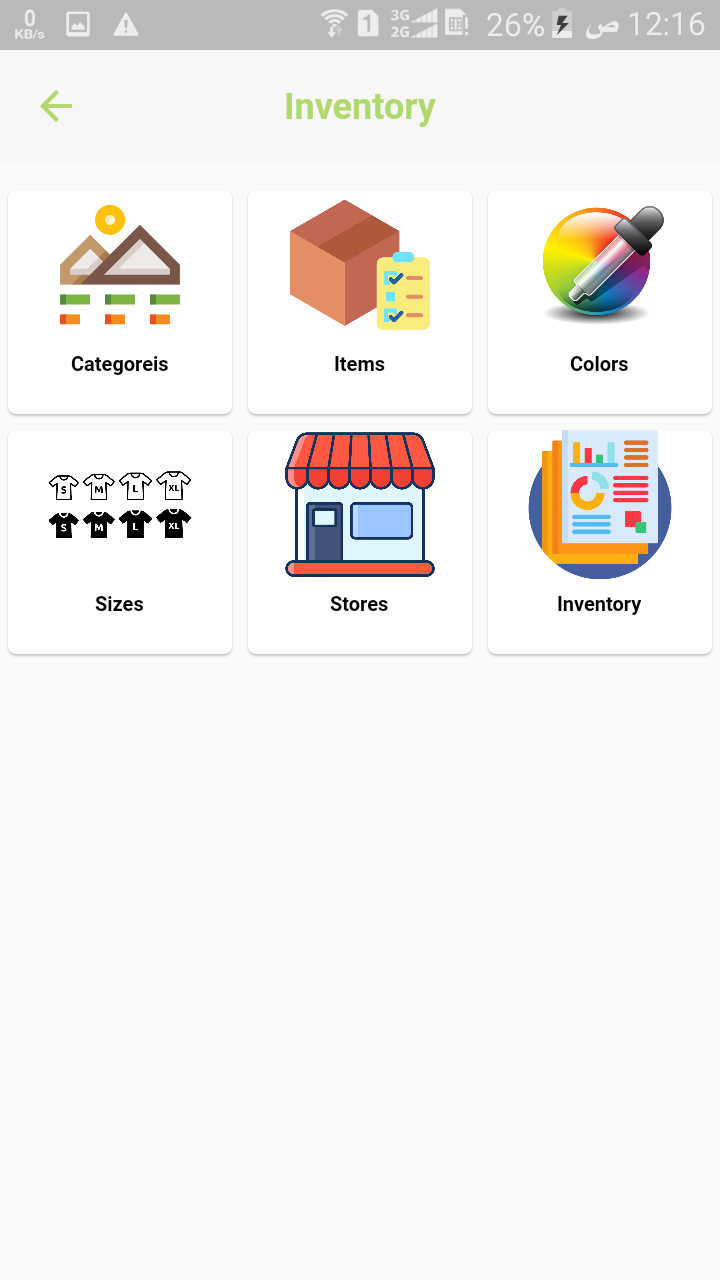 0
KB/s
1
3G
2G
26%
ص 12:16
Inventory
Categoreis
Items
Colors
S M L XL
S M L XL
Sizes
Stores
Inventory